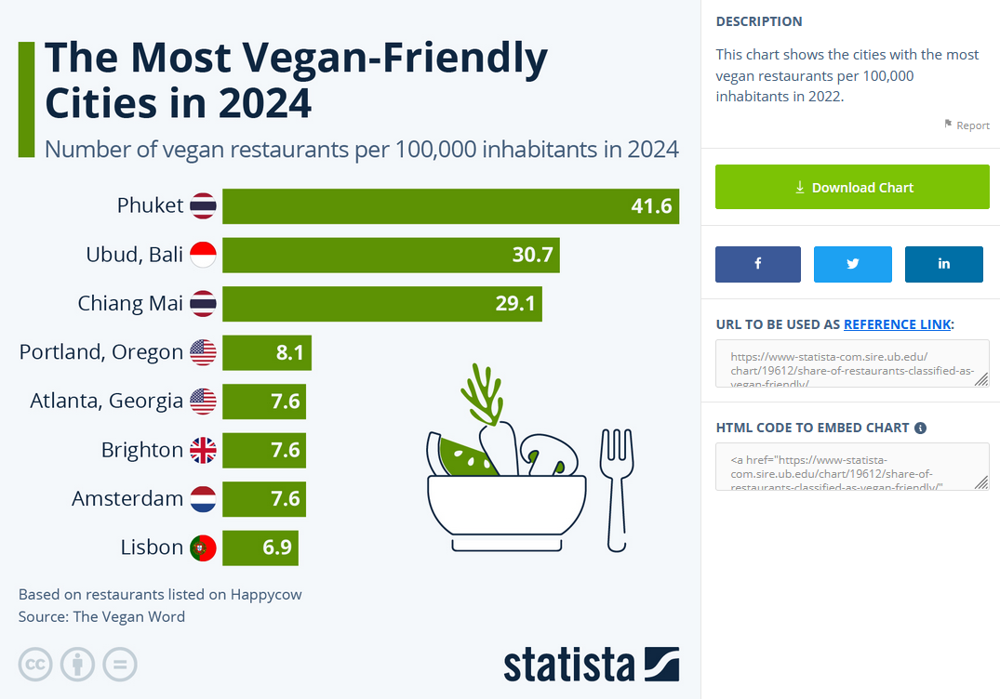 The Most Vegan-Friendly
Cities in 2024
Number of vegan restaurants per 100,000 inhabitants in 2024
Phuket 41.6
Ubud, Bali 30.7
Chiang Mai 29.1
Portland, Oregon 8.1
Atlanta, Georgia 7.6
Brighton 7.6
Amsterdam 7.6
Lisbon 6.9
Based on restaurants listed on Happycow
Source: The Vegan Word
cc
statista
DESCRIPTION
This chart shows the cities with the most
vegan restaurants per 100,000
inhabitants in 2022.
Report
Download Chart
f
in
URL TO BE USED AS REFERENCE LINK:
https://www-statista-com.sire.ub.edu/
chart/19612/share-of-restaurants-classified-as-
vegan-friendly/
HTML CODE TO EMBED CHART i
<a href="https://www-statista-
com.sire.ub.edu/chart/19612/share-of-
restaurants-classified-as-vegan-friendly/"